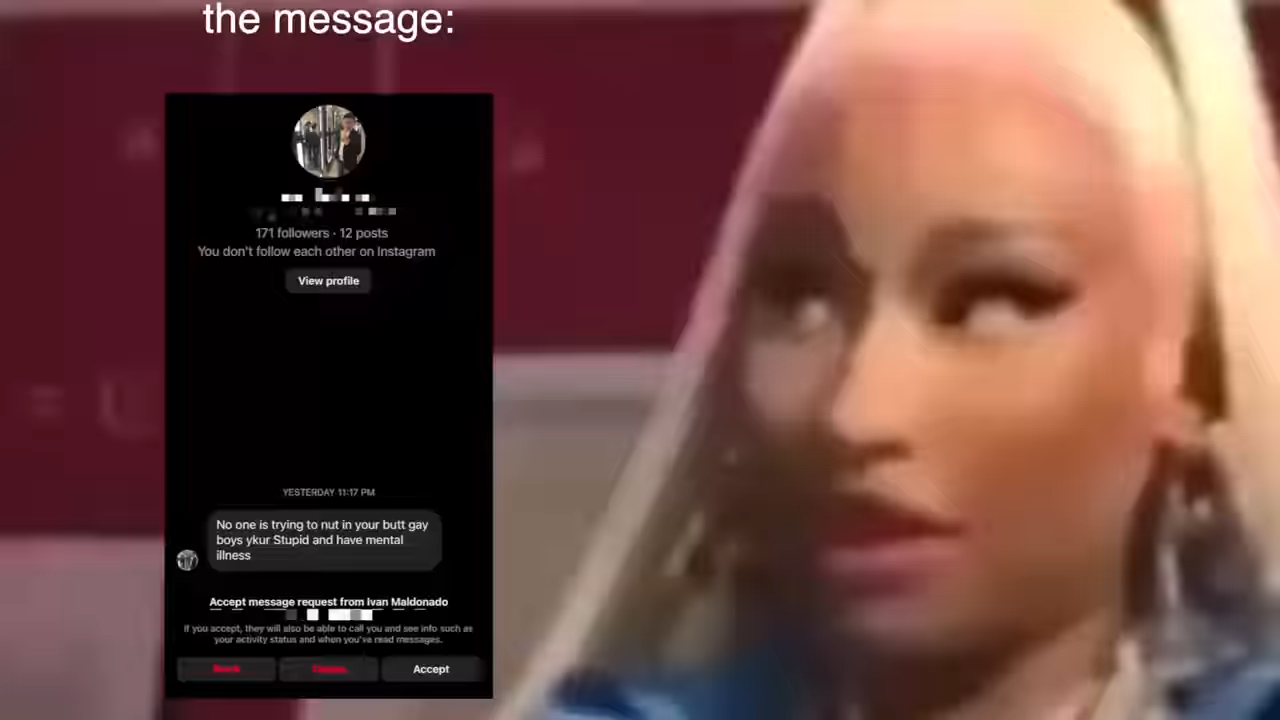 the message:
171 followers · 12 posts
You don't follow each other on Instagram
View profile
YESTERDAY 11:17 PM
No one is trying to nut in your butt gay
boys ykur Stupid and have mental
illness
Accept message request from Ivan Maldonado
If you accept, they will also be able to call you and see info such as
your activity status and when you've read messages.
Accept